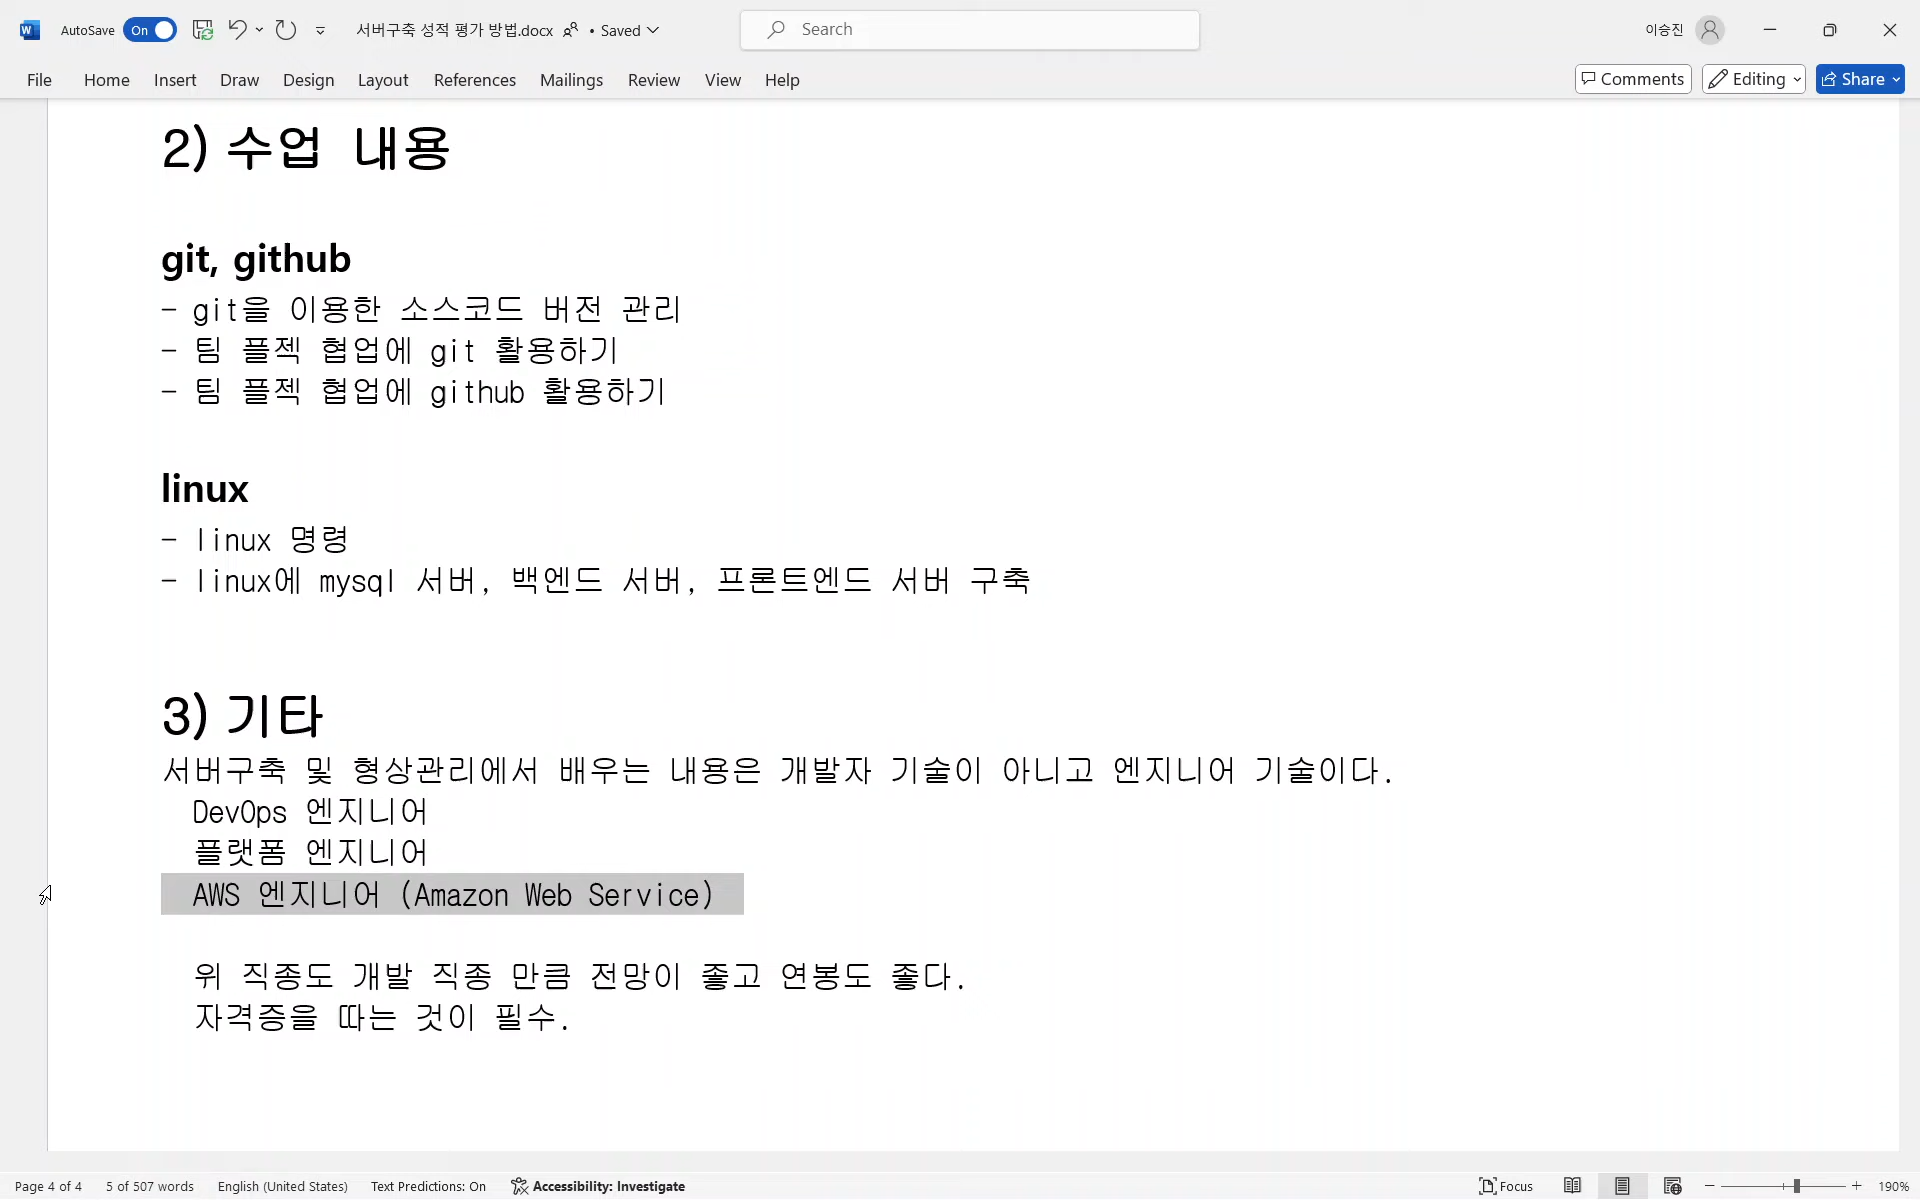 AutoSave On 서버구축 성적 평가 방법.docx • Saved Search 이승진
File Home Insert Draw Design Layout References Mailings Review View Help Comments Editing Share
2) 수업 내용
git, github
- git을 이용한 소스코드 버전 관리
- 팀 플젝 협업에 git 활용하기
- 팀 플젝 협업에 github 활용하기
linux
- linux 명령
- linux에 mysql 서버, 백엔드 서버, 프론트엔드 서버 구축
3) 기타
서버구축 및 형상관리에서 배우는 내용은 개발자 기술이 아니고 엔지니어 기술이다.
DevOps 엔지니어
플랫폼 엔지니어
AWS 엔지니어 (Amazon Web Service)
위 직종도 개발 직종 만큼 전망이 좋고 연봉도 좋다.
자격증을 따는 것이 필수.
Page 4 of 4 5 of 507 words English (United States) Text Predictions: On Accessibility: Investigate Focus 190%